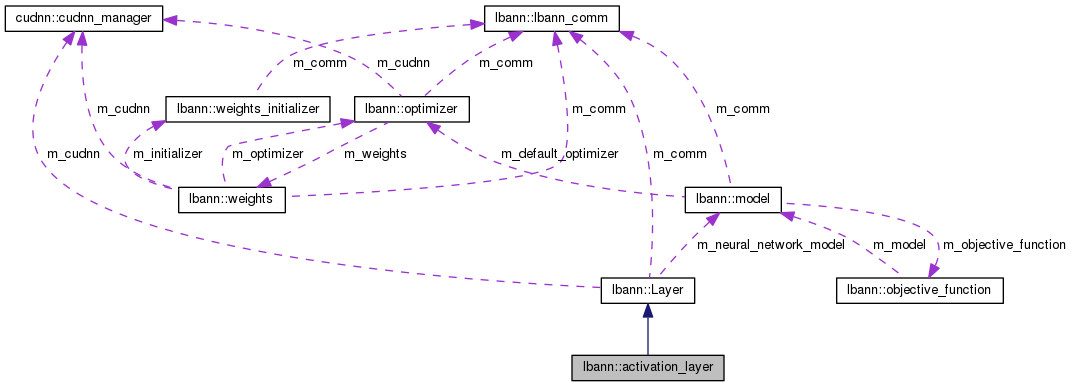 cudnn::cudnn_manager
lbann::lbann_comm
m_comm
m_cudnn
m_comm
lbann::weights_initializer
lbann::optimizer
m_cudnn
m_comm
m_comm
m_cudnn
m_initializer
m_optimizer
m_weights
m_default_optimizer
m_comm
lbann::weights
lbann::model
m_neural_network_model
m_model
m_objective_function
lbann::Layer
lbann::objective_function
lbann::activation_layer